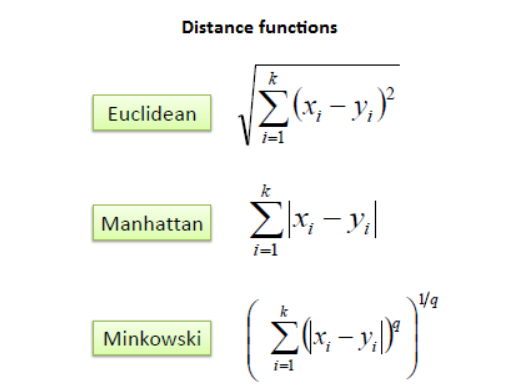 Distance functions
Euclidean √(∑_{i=1}^{k} (x_i − y_i)²)
Manhattan ∑_{i=1}^{k} |x_i − y_i|
Minkowski (∑_{i=1}^{k} (|x_i − y_i|)^q)^{1/q}